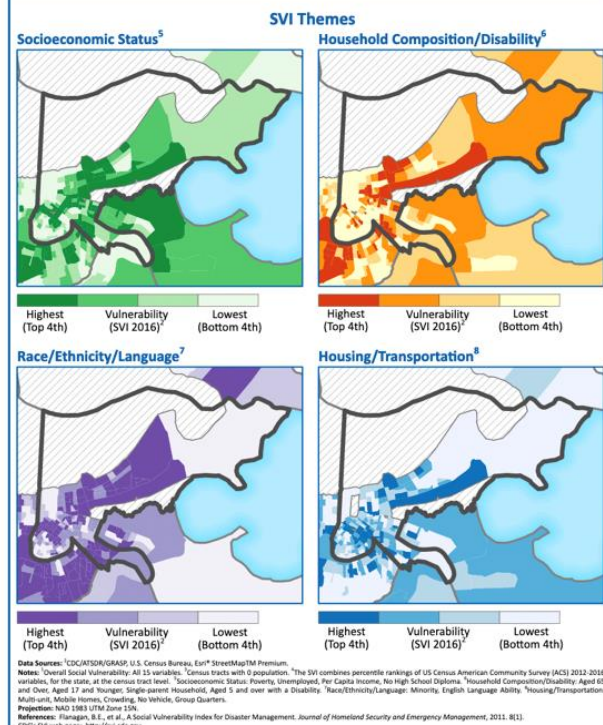 SVI Themes
Socioeconomic Status⁵
Household Composition/Disability⁶
Highest
(Top 4th)
Vulnerability
(SVI 2016)²
Lowest
(Bottom 4th)
Highest
(Top 4th)
Vulnerability
(SVI 2016)²
Lowest
(Bottom 4th)
Race/Ethnicity/Language⁷
Housing/Transportation⁸
Highest
(Top 4th)
Vulnerability
(SVI 2016)²
Lowest
(Bottom 4th)
Highest
(Top 4th)
Vulnerability
(SVI 2016)²
Lowest
(Bottom 4th)
Data Sources: ²CDC/ATSDR/GRASP, U.S. Census Bureau, Esri® StreetMapTM Premium.
Notes: ¹Overall Social Vulnerability: All 15 variables. ³Census tracts with 0 population. ⁴The SVI combines percentile rankings of US Census American Community Survey (ACS) 2012-2016
variables, for the state, at the census tract level. ⁵Socioeconomic Status: Poverty, Unemployed, Per Capita Income, No High School Diploma. ⁶Household Composition/Disability: Aged 65
and Over, Aged 17 and Younger, Single-parent Household, Aged 5 and over with a Disability. ⁷Race/Ethnicity/Language: Minority, English Language Ability. ⁸Housing/Transportation:
Multi-unit, Mobile Homes, Crowding, No Vehicle, Group Quarters.
Projection: NAD 1983 UTM Zone 15N.
References: Flanagan, B.E., et al., A Social Vulnerability Index for Disaster Management. Journal of Homeland Security and Emergency Management, 2011. 8(1).